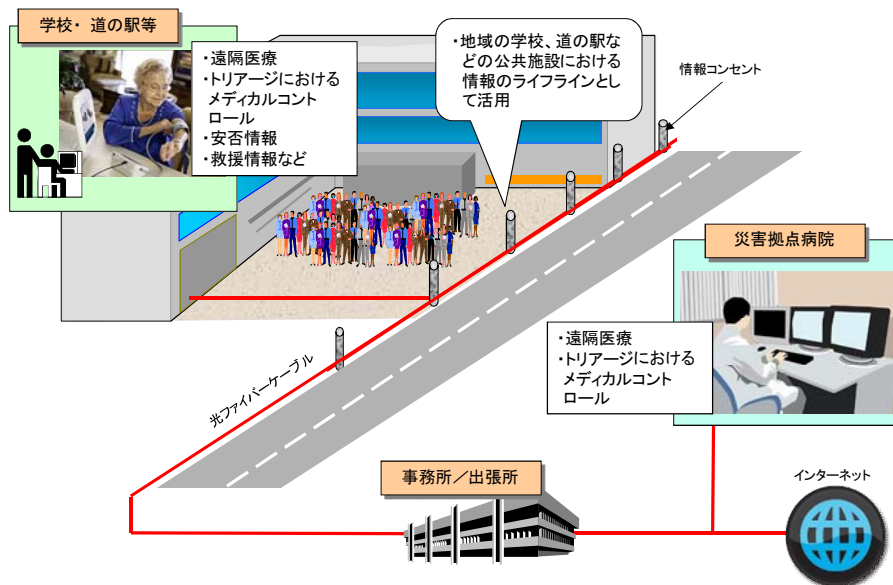 学校・ 道の駅等
・遠隔医療
・トリアージにおける
メディカルコント
ロール
・安否情報
・救援情報など
・地域の学校、道の駅な
どの公共施設における
情報のライフラインとし
て活用
情報コンセント
災害拠点病院
・遠隔医療
・トリアージにおける
メディカルコント
ロール
光ファイバーケーブル
事務所／出張所
インターネット